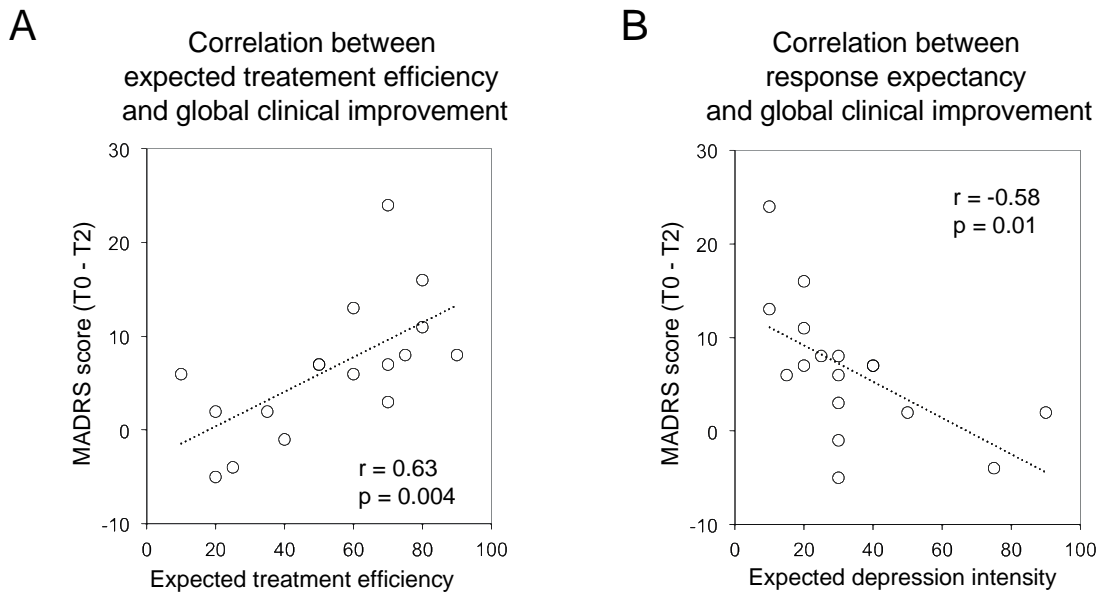 A
Correlation between
expected treatement efficiency
and global clinical improvement
30
20
10
0
-10
MADRS score (T0 - T2)
r = 0.63
p = 0.004
0 20 40 60 80 100
Expected treatment efficiency
B
Correlation between
response expectancy
and global clinical improvement
30
20
10
0
-10
MADRS score (T0 - T2)
r = -0.58
p = 0.01
0 20 40 60 80 100
Expected depression intensity